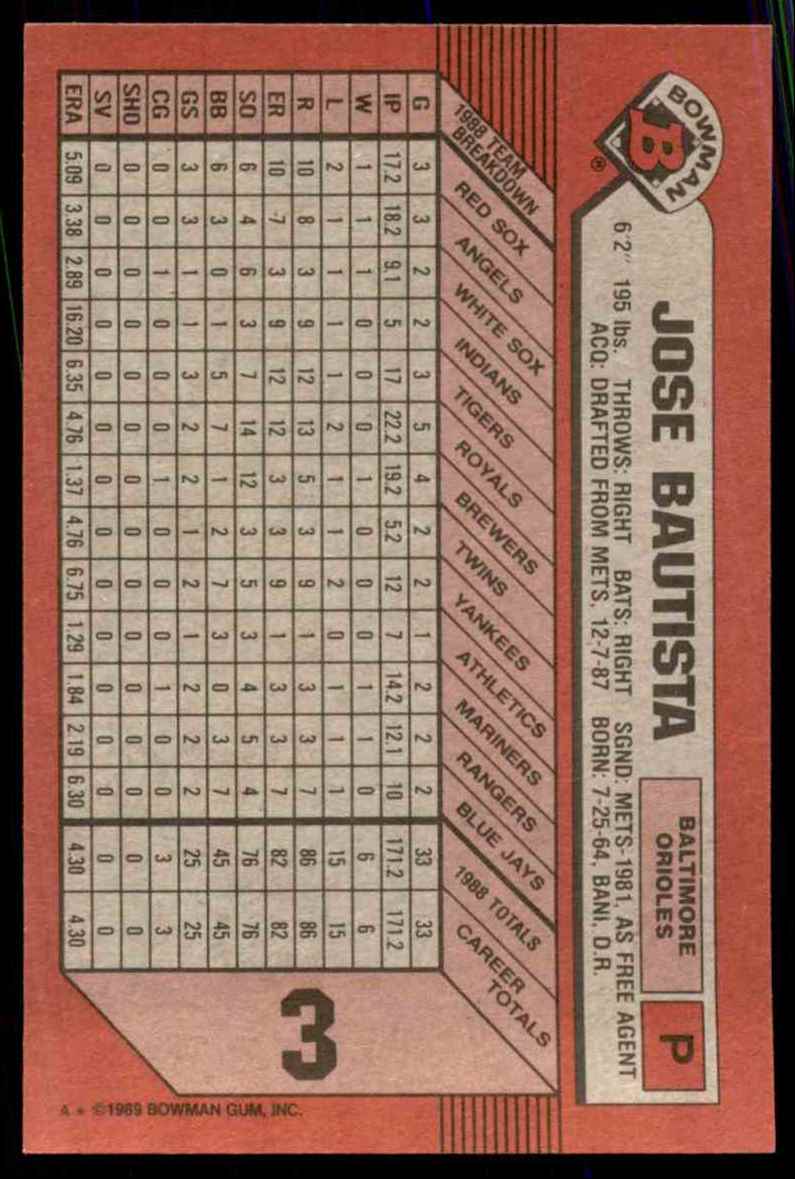 BOWMAN
B ®
JOSE BAUTISTA
BALTIMORE
ORIOLES
P
6'2" 195 lbs. THROWS: RIGHT BATS: RIGHT SGND: METS-1981, AS FREE AGENT
ACQ: DRAFTED FROM METS, 12-7-87 BORN: 7-25-64, BANI, D.R.
1988 TEAM
BREAKDOWN
RED SOX
ANGELS
WHITE SOX
INDIANS
TIGERS
ROYALS
BREWERS
TWINS
YANKEES
ATHLETICS
MARINERS
RANGERS
BLUE JAYS
1988 TOTALS
CAREER
TOTALS
G 3 3 2 2 3 5 4 2 2 1 2 2 2 33 33
IP 17.2 18.2 9.1 5 17 22.2 19.2 5.2 12 7 14.2 12.1 10 171.2 171.2
W 1 1 1 0 0 0 1 0 0 0 1 1 0 6 6
L 2 1 1 1 1 2 1 1 2 0 1 1 1 15 15
R 10 8 3 9 12 13 5 3 9 1 3 3 7 86 86
ER 10 7 3 9 12 12 3 3 9 1 3 3 7 82 82
SO 6 4 6 3 7 14 12 3 5 3 4 5 4 76 76
BB 6 3 0 1 5 7 1 2 7 3 0 3 7 45 45
GS 3 3 1 1 3 2 2 1 2 1 2 2 2 25 25
CG 0 0 1 0 0 0 1 0 0 0 1 0 0 3 3
SHO 0 0 0 0 0 0 0 0 0 0 0 0 0 0 0
SV 0 0 0 0 0 0 0 0 0 0 0 0 0 0 0
ERA 5.09 3.38 2.89 16.20 6.35 4.76 1.37 4.76 6.75 1.29 1.84 2.19 6.30 4.30 4.30
3
A * ©1989 BOWMAN GUM, INC.